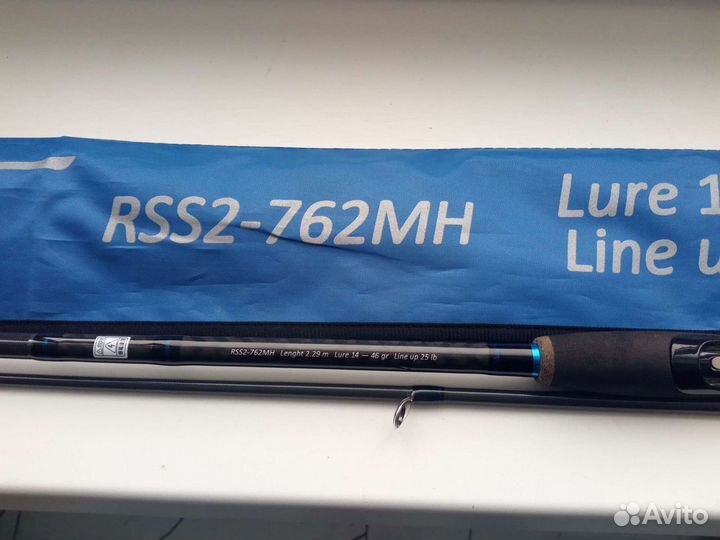 RSS2-762MH
Lure 1
Line u
RSS2-762MH Lenght 2.29 m Lure 14 — 46 gr Line up 25 lb
Avito